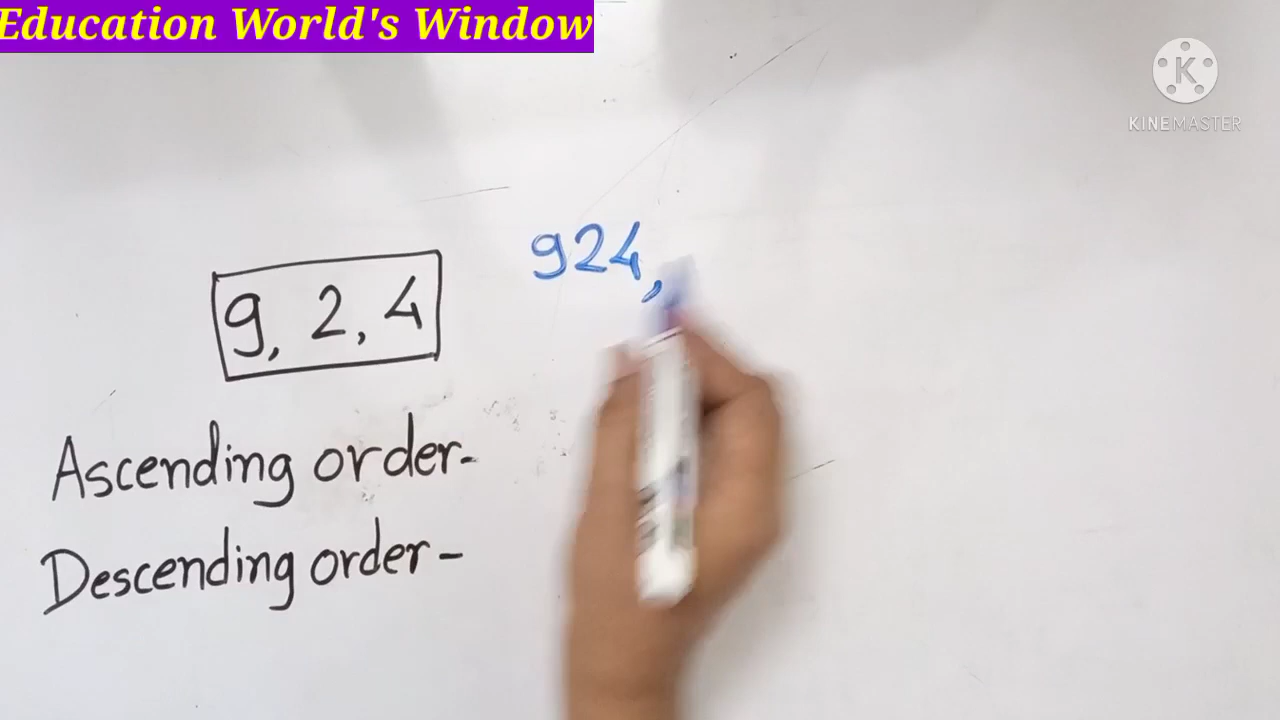 Education World's Window
K
KINEMASTER
924,
9, 2, 4
Ascending order-
Descending order-